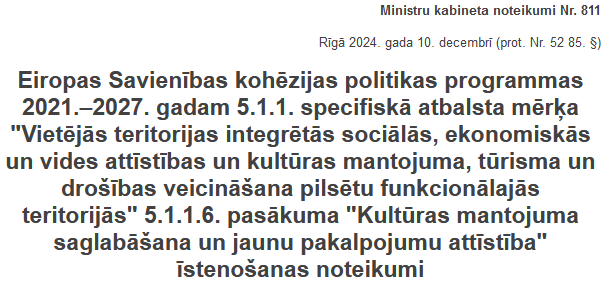 Ministru kabineta noteikumi Nr. 811
Rīgā 2024. gada 10. decembrī (prot. Nr. 52 85. §)
Eiropas Savienības kohēzijas politikas programmas
2021.–2027. gadam 5.1.1. specifiskā atbalsta mērķa
"Vietējās teritorijas integrētās sociālās, ekonomiskās
un vides attīstības un kultūras mantojuma, tūrisma un
drošības veicināšana pilsētu funkcionālajās
teritorijās" 5.1.1.6. pasākuma "Kultūras mantojuma
saglabāšana un jaunu pakalpojumu attīstība"
īstenošanas noteikumi